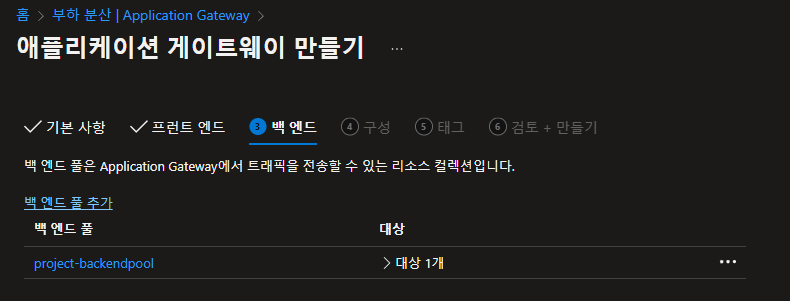 홈 > 부하 분산 | Application Gateway >
애플리케이션 게이트웨이 만들기 ...
기본 사항 프런트 엔드 3 백 엔드 4 구성 5 태그 6 검토 + 만들기
백 엔드 풀은 Application Gateway에서 트래픽을 전송할 수 있는 리소스 컬렉션입니다.
백 엔드 풀 추가
백 엔드 풀 대상
project-backendpool > 대상 1개 ...